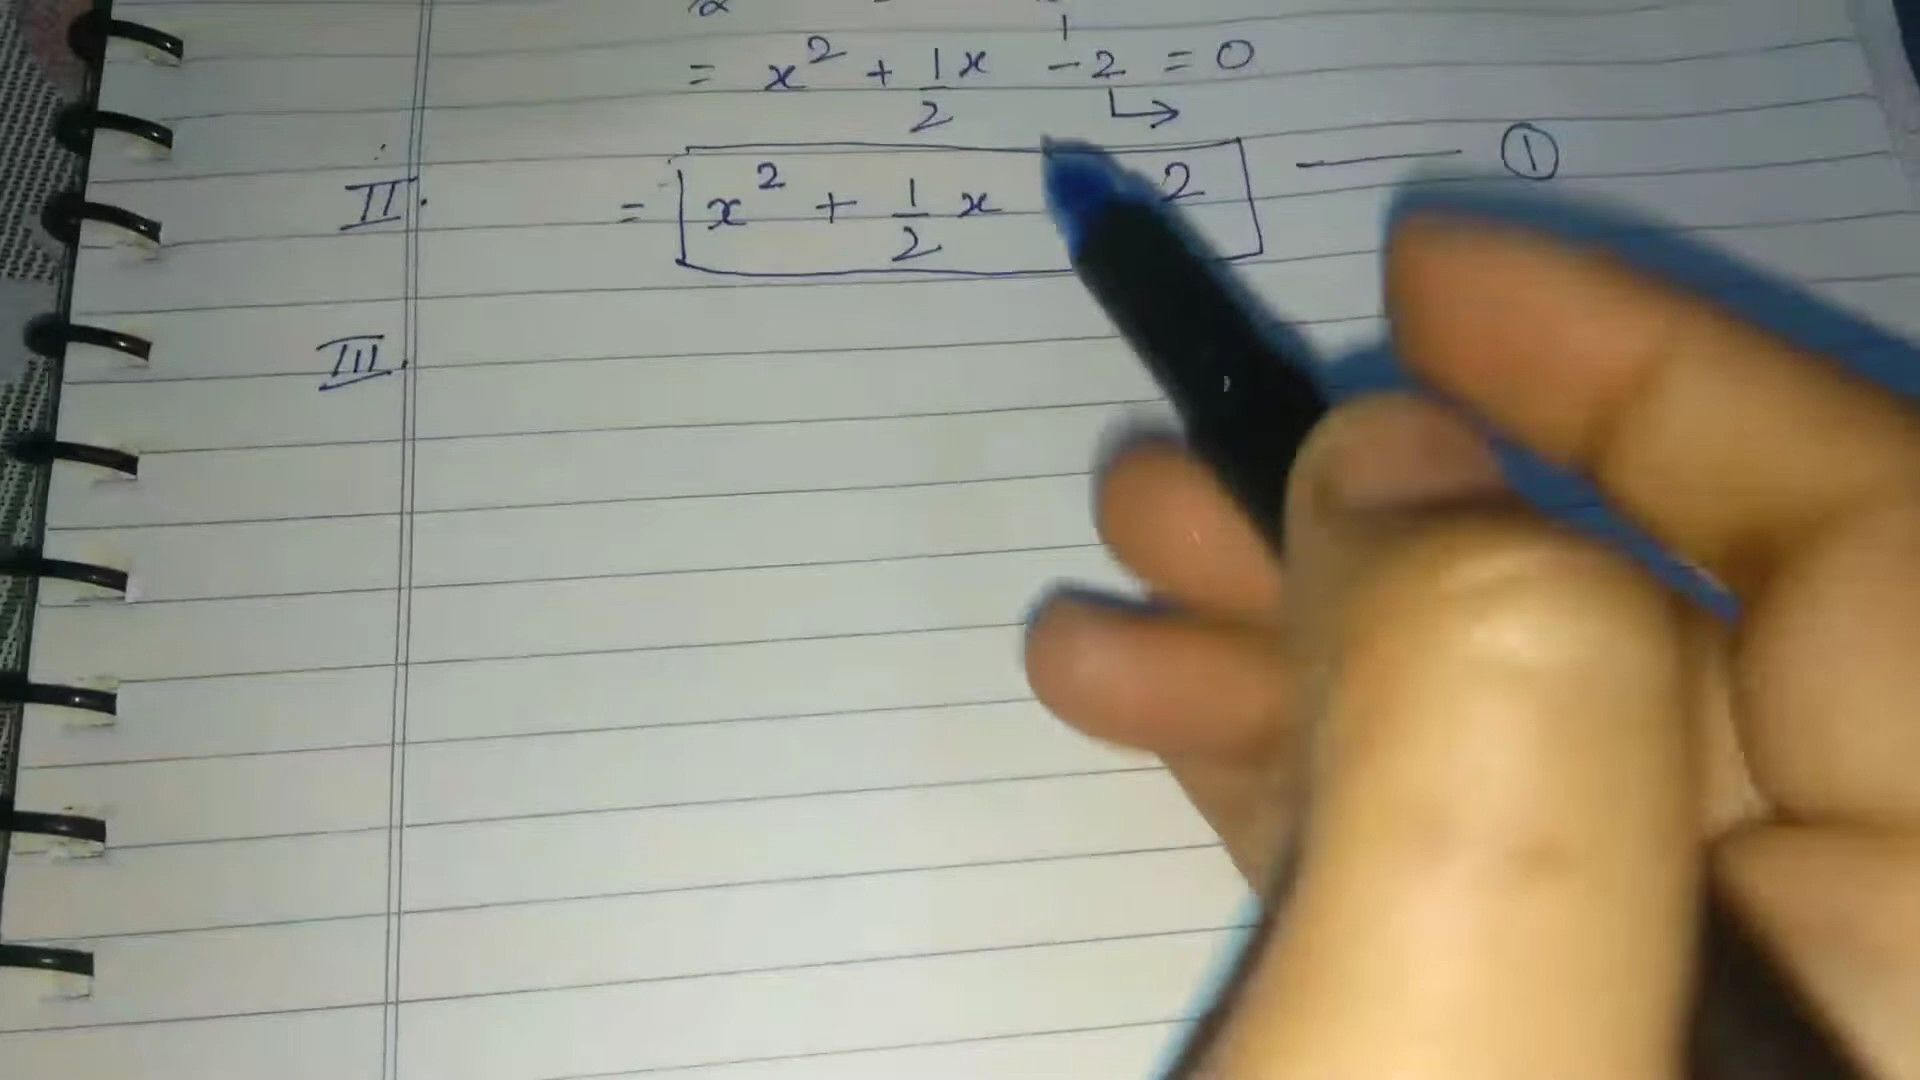 = x² + 1/2 x - 2 = 0
II. = x² + 1/2 x 2 —— ①
III.